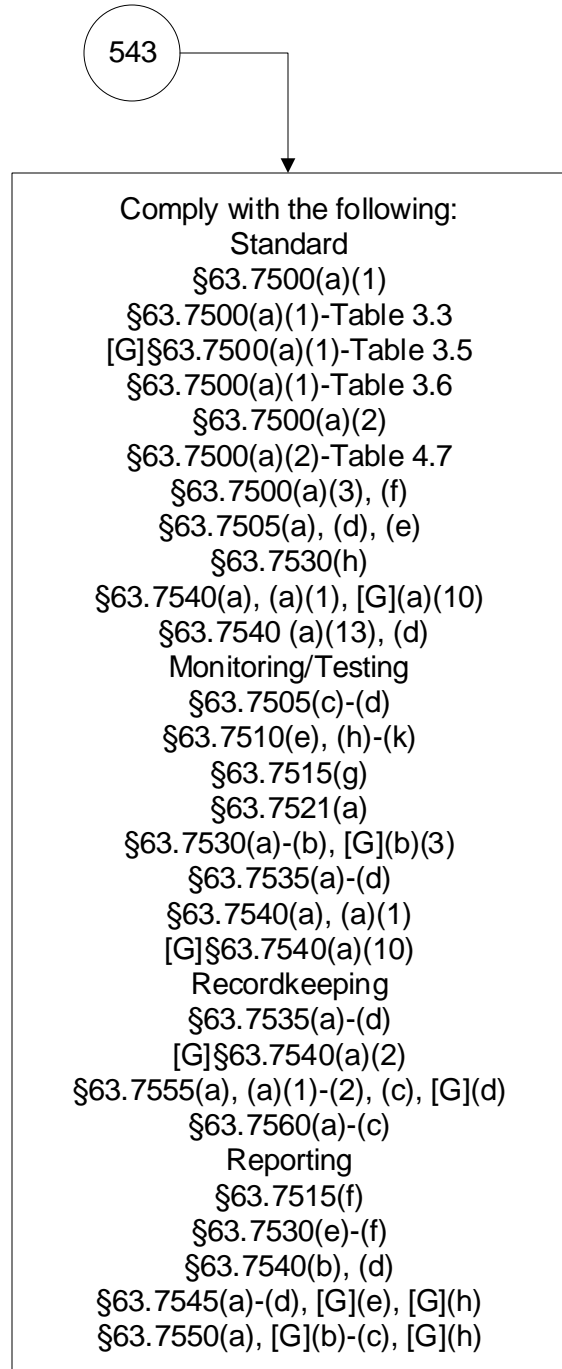 543
Comply with the following:
Standard
§63.7500(a)(1)
§63.7500(a)(1)-Table 3.3
[G]§63.7500(a)(1)-Table 3.5
§63.7500(a)(1)-Table 3.6
§63.7500(a)(2)
§63.7500(a)(2)-Table 4.7
§63.7500(a)(3), (f)
§63.7505(a), (d), (e)
§63.7530(h)
§63.7540(a), (a)(1), [G](a)(10)
§63.7540 (a)(13), (d)
Monitoring/Testing
§63.7505(c)-(d)
§63.7510(e), (h)-(k)
§63.7515(g)
§63.7521(a)
§63.7530(a)-(b), [G](b)(3)
§63.7535(a)-(d)
§63.7540(a), (a)(1)
[G]§63.7540(a)(10)
Recordkeeping
§63.7535(a)-(d)
[G]§63.7540(a)(2)
§63.7555(a), (a)(1)-(2), (c), [G](d)
§63.7560(a)-(c)
Reporting
§63.7515(f)
§63.7530(e)-(f)
§63.7540(b), (d)
§63.7545(a)-(d), [G](e), [G](h)
§63.7550(a), [G](b)-(c), [G](h)